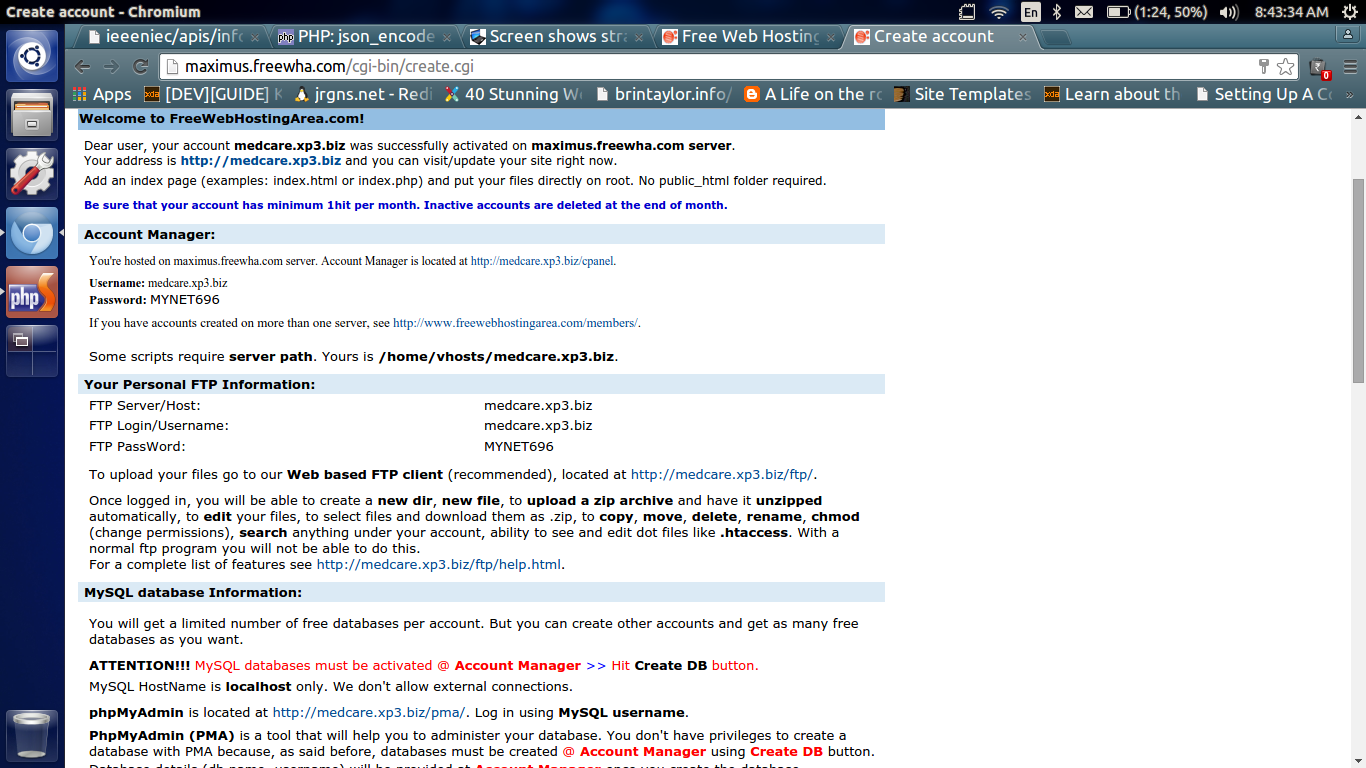 Create account - Chromium
En
(1:24, 50%)
8:43:34 AM
ieeeniec/apis/info
PHP: json_encode
Screen shows stra
Free Web Hosting
Create account
maximus.freewha.com/cgi-bin/create.cgi
0
Apps
[DEV][GUIDE]
jrgns.net - Redi
40 Stunning W
brintaylor.info/
A Life on the ro
Site Templates
Learn about th
Setting Up A Co
»
Welcome to FreeWebHostingArea.com!
Dear user, your account medcare.xp3.biz was successfully activated on maximus.freewha.com server.
Your address is http://medcare.xp3.biz and you can visit/update your site right now.
Add an index page (examples: index.html or index.php) and put your files directly on root. No public_html folder required.
Be sure that your account has minimum 1hit per month. Inactive accounts are deleted at the end of month.
Account Manager:
You're hosted on maximus.freewha.com server. Account Manager is located at http://medcare.xp3.biz/cpanel.
Username: medcare.xp3.biz
Password: MYNET696
If you have accounts created on more than one server, see http://www.freewebhostingarea.com/members/.
Some scripts require server path. Yours is /home/vhosts/medcare.xp3.biz.
Your Personal FTP Information:
FTP Server/Host: medcare.xp3.biz
FTP Login/Username: medcare.xp3.biz
FTP PassWord: MYNET696
To upload your files go to our Web based FTP client (recommended), located at http://medcare.xp3.biz/ftp/.
Once logged in, you will be able to create a new dir, new file, to upload a zip archive and have it unzipped
automatically, to edit your files, to select files and download them as .zip, to copy, move, delete, rename, chmod
(change permissions), search anything under your account, ability to see and edit dot files like .htaccess. With a
normal ftp program you will not be able to do this.
For a complete list of features see http://medcare.xp3.biz/ftp/help.html.
MySQL database Information:
You will get a limited number of free databases per account. But you can create other accounts and get as many free
databases as you want.
ATTENTION!!! MySQL databases must be activated @ Account Manager >> Hit Create DB button.
MySQL HostName is localhost only. We don't allow external connections.
phpMyAdmin is located at http://medcare.xp3.biz/pma/. Log in using MySQL username.
PhpMyAdmin (PMA) is a tool that will help you to administer your database. You don't have privileges to create a
database with PMA because, as said before, databases must be created @ Account Manager using Create DB button.
Database details (db name, username) will be provided at Account Manager once you create the database.